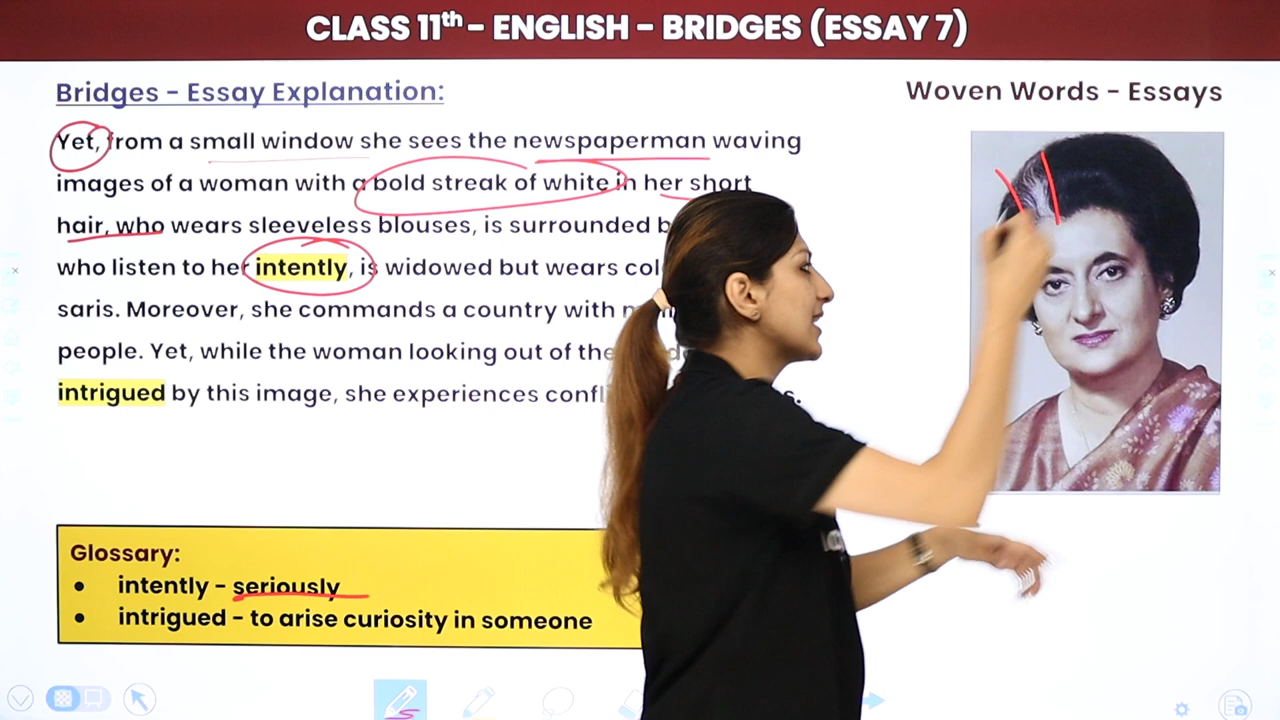 CLASS 11th – ENGLISH – BRIDGES (ESSAY 7)
Bridges – Essay Explanation:
Woven Words – Essays
Yet, from a small window she sees the newspaperman waving
images of a woman with a bold streak of white in her short
hair, who wears sleeveless blouses, is surrounded
who listen to her intently, is widowed but wears
saris. Moreover, she commands a country with
people. Yet, while the woman looking out of the
intrigued by this image, she experiences
Glossary:
• intently – seriously
• intrigued – to arise curiosity in someone